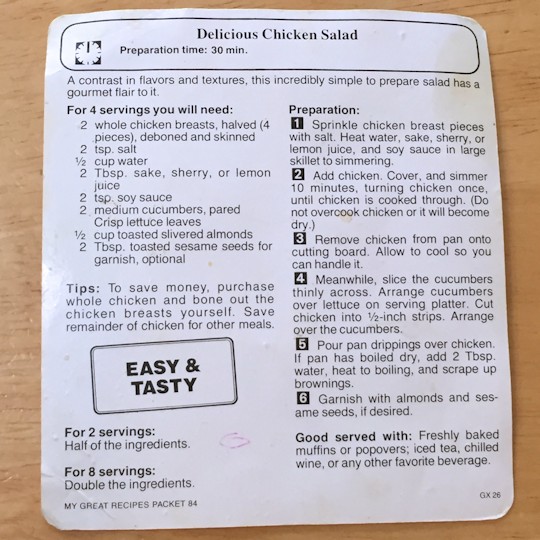 Delicious Chicken Salad
Preparation time: 30 min.
A contrast in flavors and textures, this incredibly simple to prepare salad has a
gourmet flair to it.
For 4 servings you will need:
2 whole chicken breasts, halved (4
pieces), deboned and skinned
2 tsp. salt
½ cup water
2 Tbsp. sake, sherry, or lemon
juice
2 tsp. soy sauce
2 medium cucumbers, pared
Crisp lettuce leaves
½ cup toasted slivered almonds
2 Tbsp. toasted sesame seeds for
garnish, optional
Tips: To save money, purchase
whole chicken and bone out the
chicken breasts yourself. Save
remainder of chicken for other meals.
EASY &
TASTY
For 2 servings:
Half of the ingredients.
For 8 servings:
Double the ingredients.
MY GREAT RECIPES PACKET 84
Preparation:
1 Sprinkle chicken breast pieces
with salt. Heat water, sake, sherry, or
lemon juice, and soy sauce in large
skillet to simmering.
2 Add chicken. Cover, and simmer
10 minutes, turning chicken once,
until chicken is cooked through. (Do
not overcook chicken or it will become
dry.)
3 Remove chicken from pan onto
cutting board. Allow to cool so you
can handle it.
4 Meanwhile, slice the cucumbers
thinly across. Arrange cucumbers
over lettuce on serving platter. Cut
chicken into ½-inch strips. Arrange
over the cucumbers.
5 Pour pan drippings over chicken.
If pan has boiled dry, add 2 Tbsp.
water, heat to boiling, and scrape up
brownings.
6 Garnish with almonds and ses-
ame seeds, if desired.
Good served with: Freshly baked
muffins or popovers; iced tea, chilled
wine, or any other favorite beverage.
GX 26